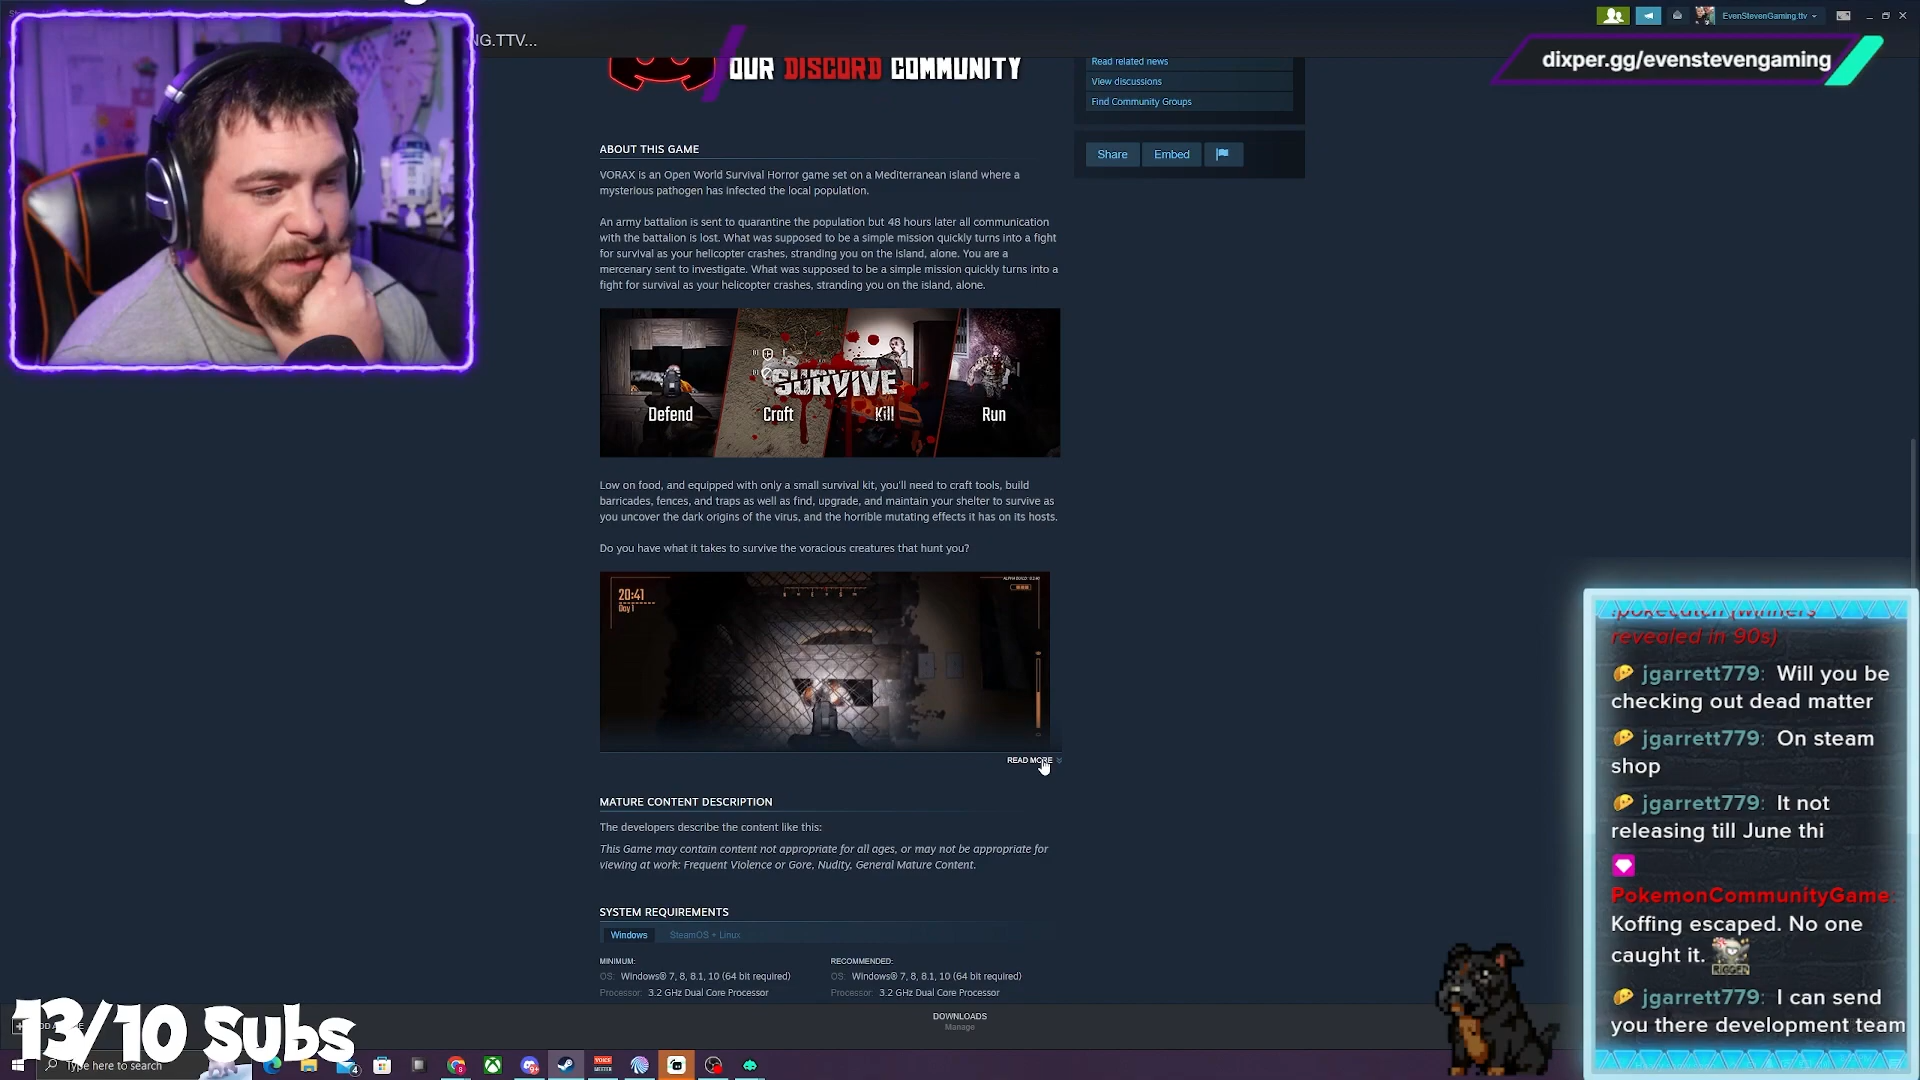 NG.TTV...
EvenStevenGaming.ttv
dixper.gg/evenstevengaming
OUR DISCORD COMMUNITY
Read related news
View discussions
Find Community Groups
Share
Embed
ABOUT THIS GAME
VORAX is an Open World Survival Horror game set on a Mediterranean island where a
mysterious pathogen has infected the local population.
An army battalion is sent to quarantine the population but 48 hours later all communication
with the battalion is lost. What was supposed to be a simple mission quickly turns into a fight
for survival as your helicopter crashes, stranding you on the island, alone. You are a
mercenary sent to investigate. What was supposed to be a simple mission quickly turns into a
fight for survival as your helicopter crashes, stranding you on the island, alone.
SURVIVE
Defend
Craft
Kill
Run
Low on food, and equipped with only a small survival kit, you'll need to craft tools, build
barricades, fences, and traps as well as find, upgrade, and maintain your shelter to survive as
you uncover the dark origins of the virus, and the horrible mutating effects it has on its hosts.
Do you have what it takes to survive the voracious creatures that hunt you?
20:41
Day 1
READ MORE
MATURE CONTENT DESCRIPTION
The developers describe the content like this:
This Game may contain content not appropriate for all ages, or may not be appropriate for
viewing at work: Frequent Violence or Gore, Nudity, General Mature Content.
SYSTEM REQUIREMENTS
Windows
SteamOS + Linux
MINIMUM:
OS: Windows® 7, 8, 8.1, 10 (64 bit required)
Processor: 3.2 GHz Dual Core Processor
RECOMMENDED:
OS: Windows® 7, 8, 8.1, 10 (64 bit required)
Processor: 3.2 GHz Dual Core Processor
DOWNLOADS
Manage
!pokecatch (winners
revealed in 90s)
jgarrett779: Will you be
checking out dead matter
jgarrett779: On steam
shop
jgarrett779: It not
releasing till June thi
PokemonCommunityGame:
Koffing escaped. No one
caught it.
jgarrett779: I can send
you there development team
13/10 Subs
Type here to search